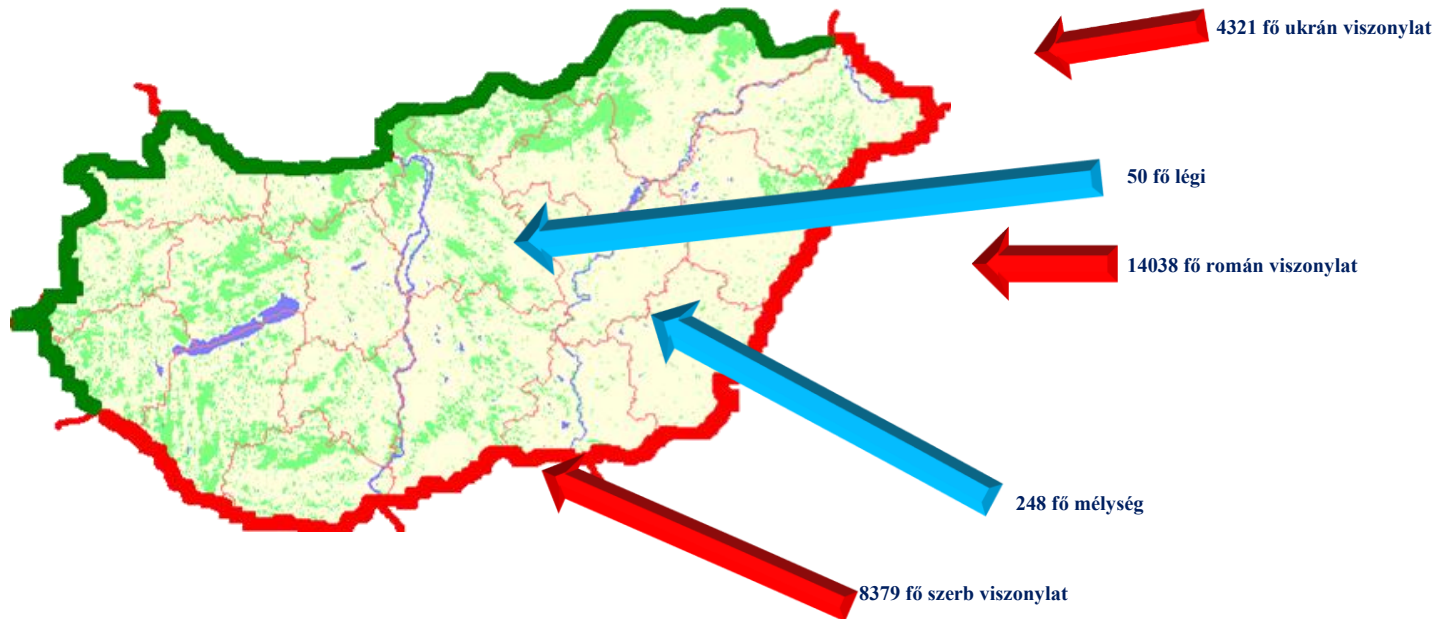 4321 fő ukrán viszonylat
50 fő légi
14038 fő román viszonylat
248 fő mélység
8379 fő szerb viszonylat